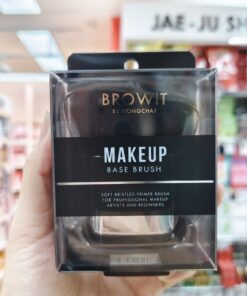 JAE-JU S
BROWIT
BY NONGCHAT
MAKEUP
BASE BRUSH
SOFT BRISTLED PRIMER BRUSH
FOR PROFESSIONAL MAKEUP
ARTISTS AND BEGINNERS.